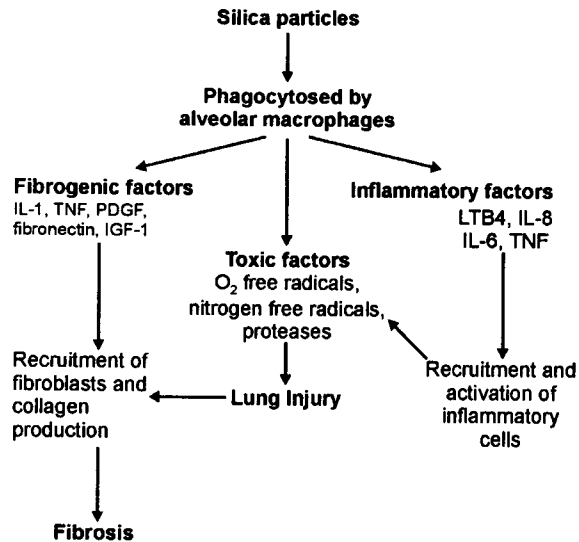 Silica particles
Phagocytosed by
alveolar macrophages
Fibrogenic factors
IL-1, TNF, PDGF,
fibronectin, IGF-1
Inflammatory factors
LTB4, IL-8
IL-6, TNF
Toxic factors
O2 free radicals,
nitrogen free radicals,
proteases
Recruitment of
fibroblasts and
collagen
production
Lung Injury
Recruitment and
activation of
inflammatory
cells
Fibrosis